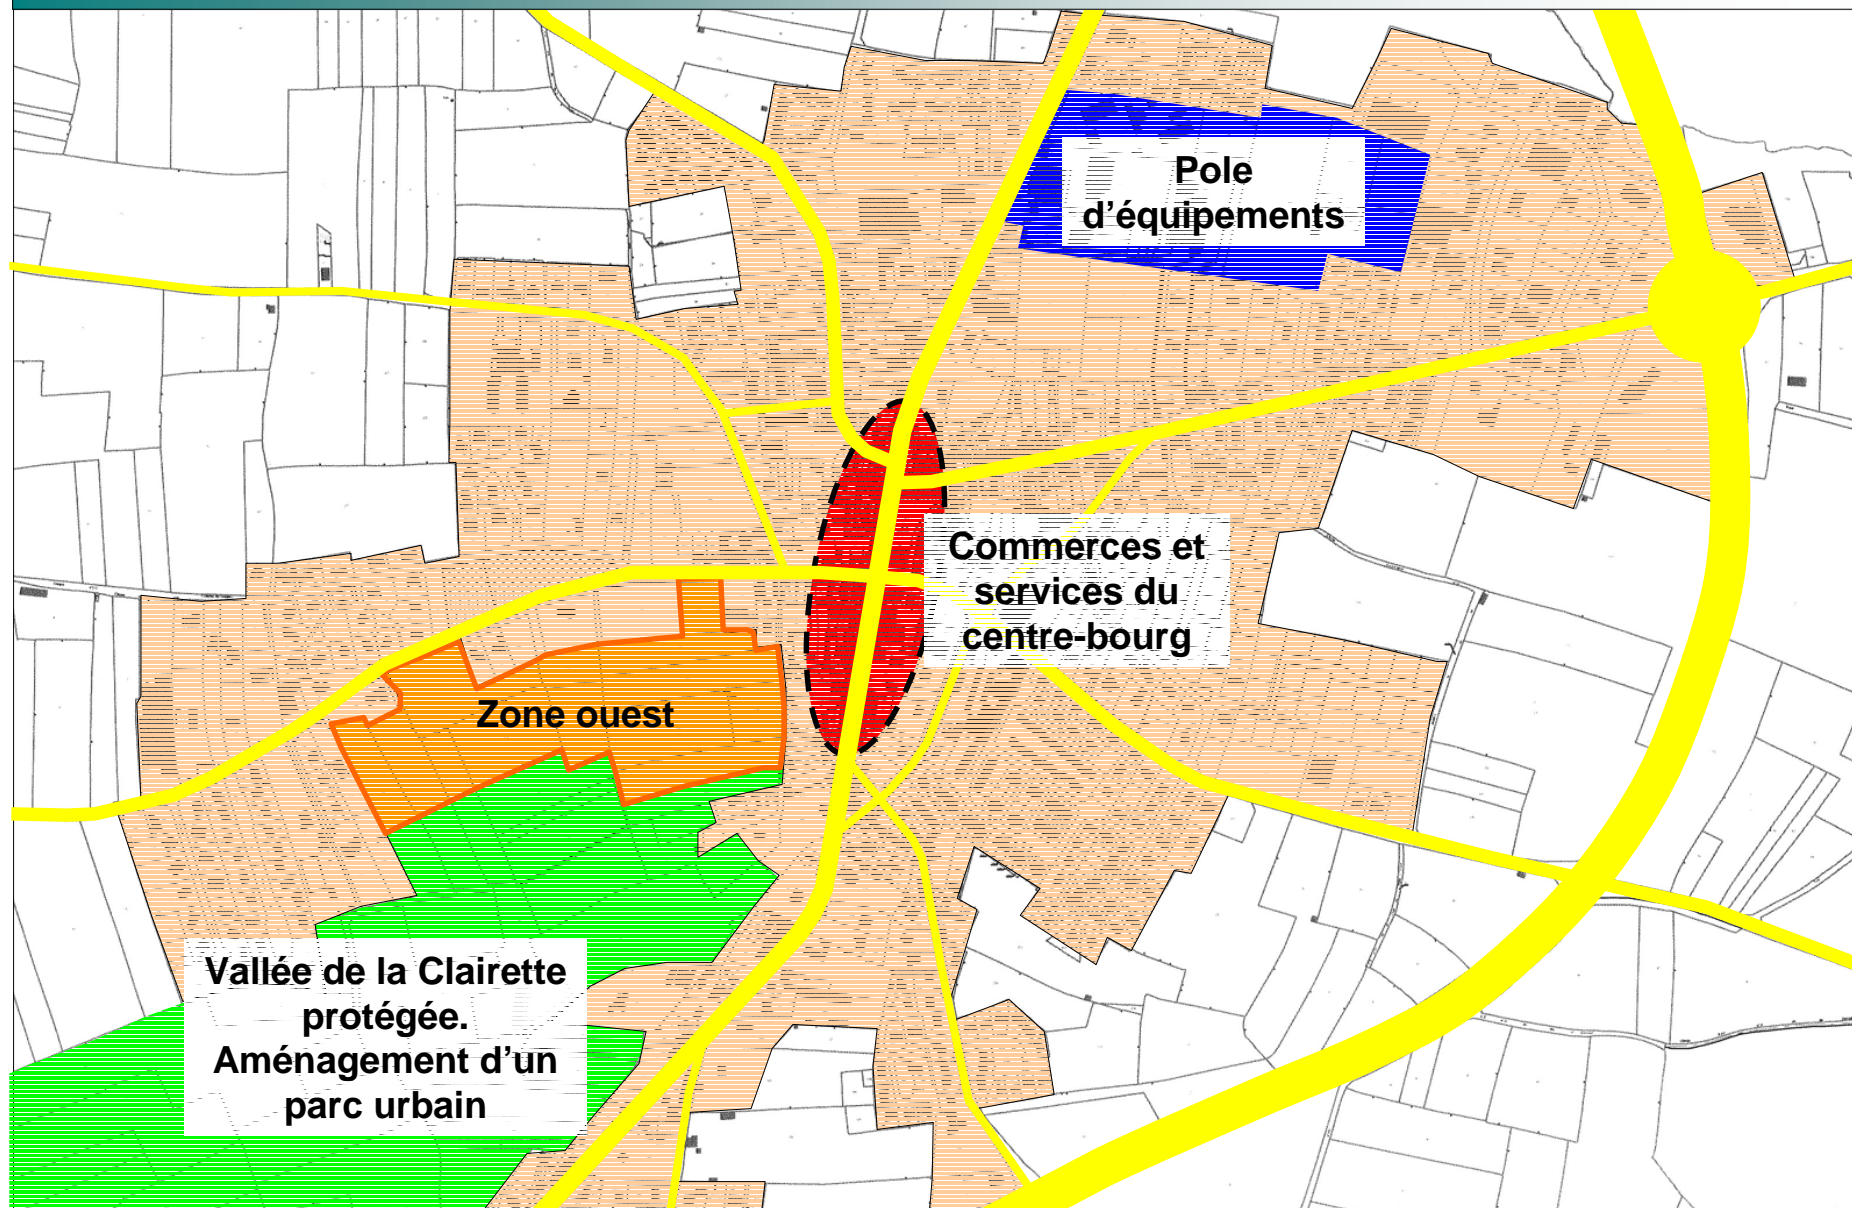 Pole
d’équipements
Commerces et
services du
centre-bourg
Zone ouest
Vallée de la Clairette
protégée.
Aménagement d’un
parc urbain